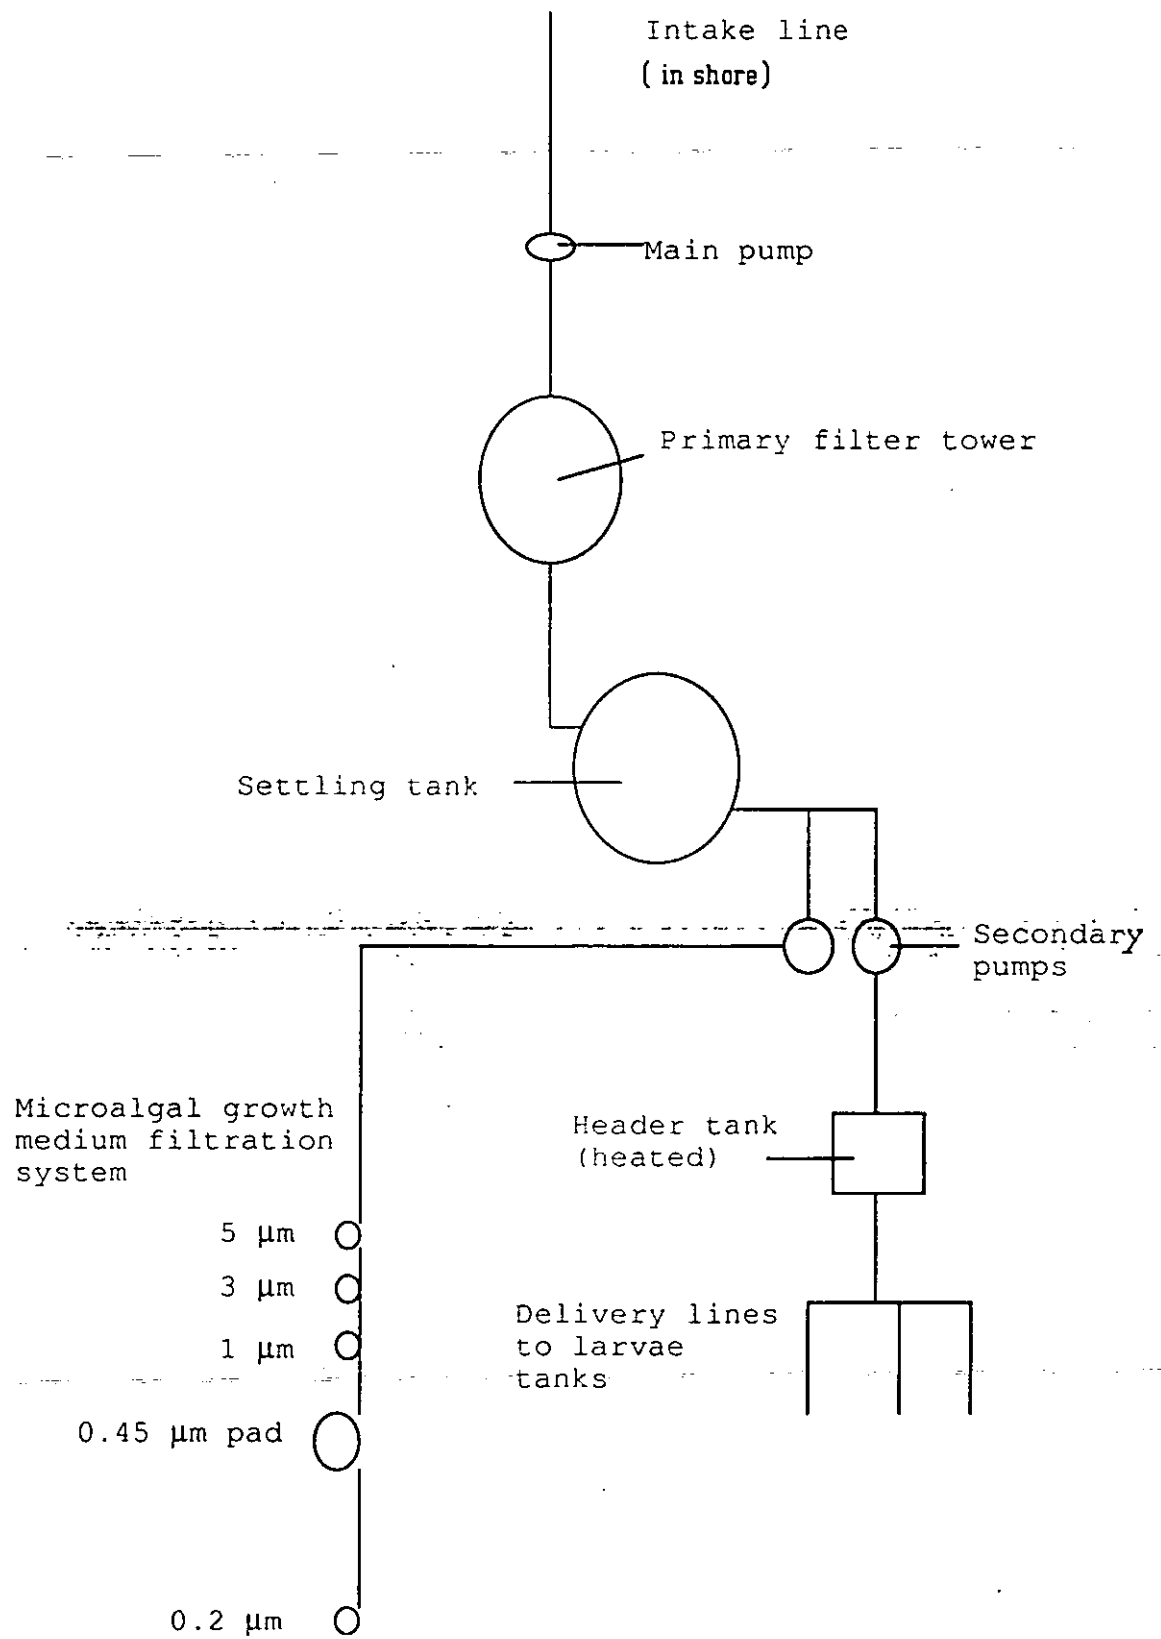 Intake line
(in shore)
Main pump
Primary filter tower
Settling tank
Secondary
pumps
Microalgal growth
medium filtration
system
Header tank
(heated)
5 μm
3 μm
Delivery lines
to larvae
tanks
1 μm
0.45 μm pad
0.2 μm